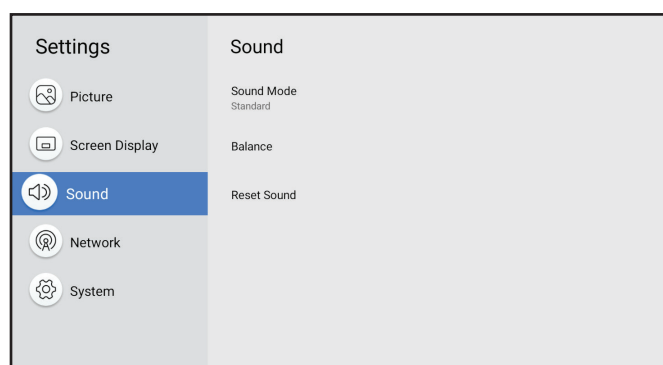 Settings
Picture
Screen Display
Sound
Network
System
Sound
Sound Mode
Standard
Balance
Reset Sound